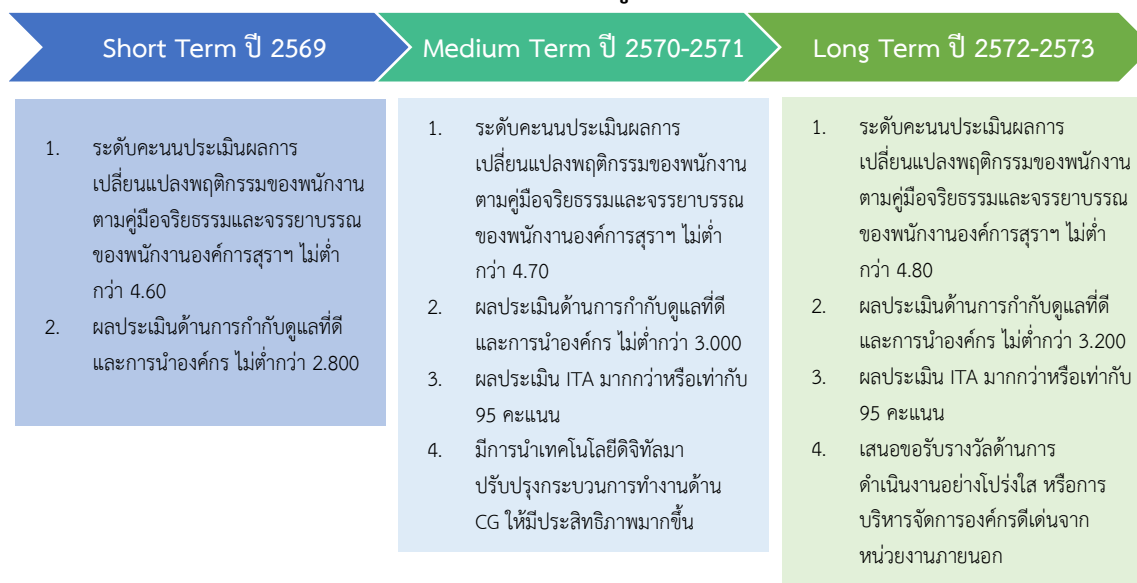 Short Term ปี 2569
Medium Term ปี 2570-2571
Long Term ปี 2572-2573
1. ระดับคะนนประเมินผลการ
เปลี่ยนแปลงพฤติกรรมของพนักงาน
ตามคู่มือจริยธรรมและจรรยาบรรณ
ของพนักงานองค์การสุราฯ ไม่ต่ำ
กว่า 4.60
2. ผลประเมินด้านการกำกับดูแลที่ดี
และการนำองค์กร ไม่ต่ำกว่า 2.800
1. ระดับคะนนประเมินผลการ
เปลี่ยนแปลงพฤติกรรมของพนักงาน
ตามคู่มือจริยธรรมและจรรยาบรรณ
ของพนักงานองค์การสุราฯ ไม่ต่ำ
กว่า 4.70
2. ผลประเมินด้านการกำกับดูแลที่ดี
และการนำองค์กร ไม่ต่ำกว่า 3.000
3. ผลประเมิน ITA มากกว่าหรือเท่ากับ
95 คะแนน
4. มีการนำเทคโนโลยีดิจิทัลมา
ปรับปรุงกระบวนการทำงานด้าน
CG ให้มีประสิทธิภาพมากขึ้น
1. ระดับคะนนประเมินผลการ
เปลี่ยนแปลงพฤติกรรมของพนักงาน
ตามคู่มือจริยธรรมและจรรยาบรรณ
ของพนักงานองค์การสุราฯ ไม่ต่ำ
กว่า 4.80
2. ผลประเมินด้านการกำกับดูแลที่ดี
และการนำองค์กร ไม่ต่ำกว่า 3.200
3. ผลประเมิน ITA มากกว่าหรือเท่ากับ
95 คะแนน
4. เสนอขอรับรางวัลด้านการ
ดำเนินงานอย่างโปร่งใส หรือการ
บริหารจัดการองค์กรดีเด่นจาก
หน่วยงานภายนอก